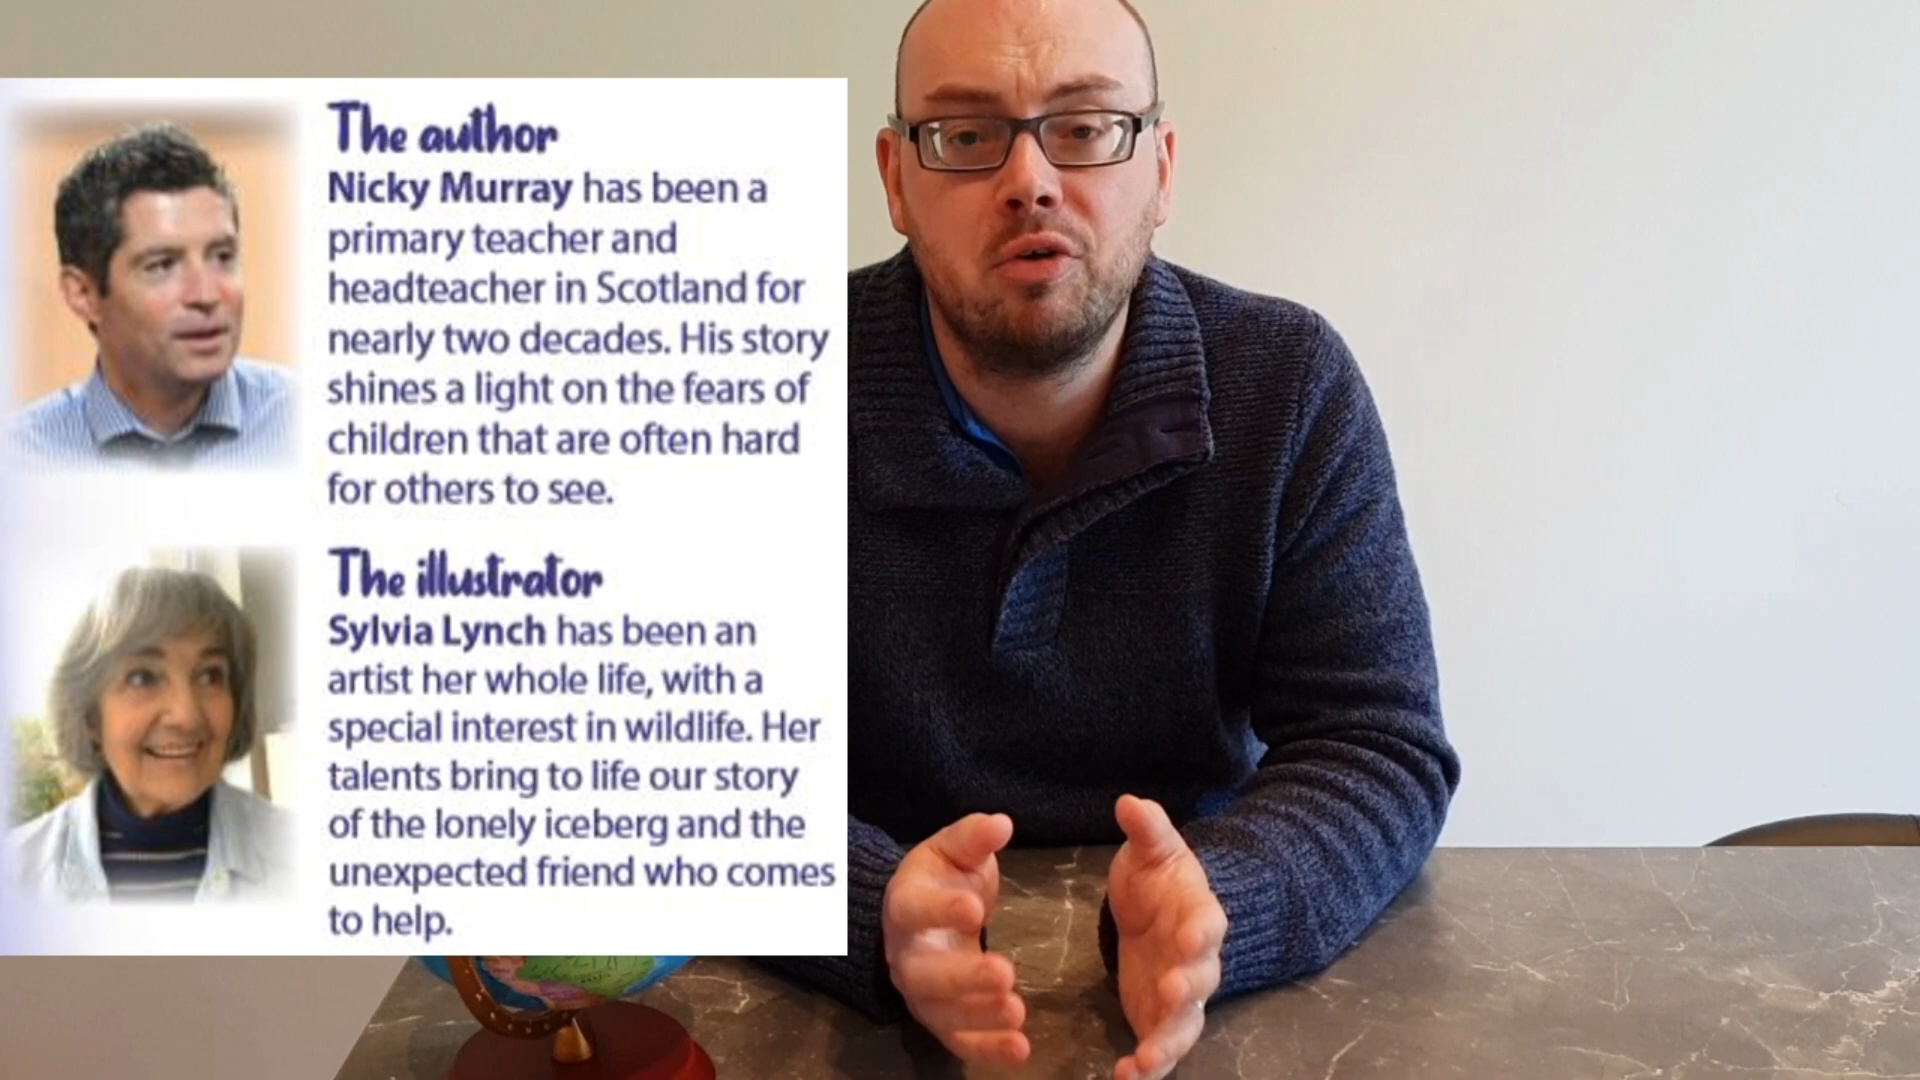 The author
Nicky Murray has been a
primary teacher and
headteacher in Scotland for
nearly two decades. His story
shines a light on the fears of
children that are often hard
for others to see.
The illustrator
Sylvia Lynch has been an
artist her whole life, with a
special interest in wildlife. Her
talents bring to life our story
of the lonely iceberg and the
unexpected friend who comes
to help.